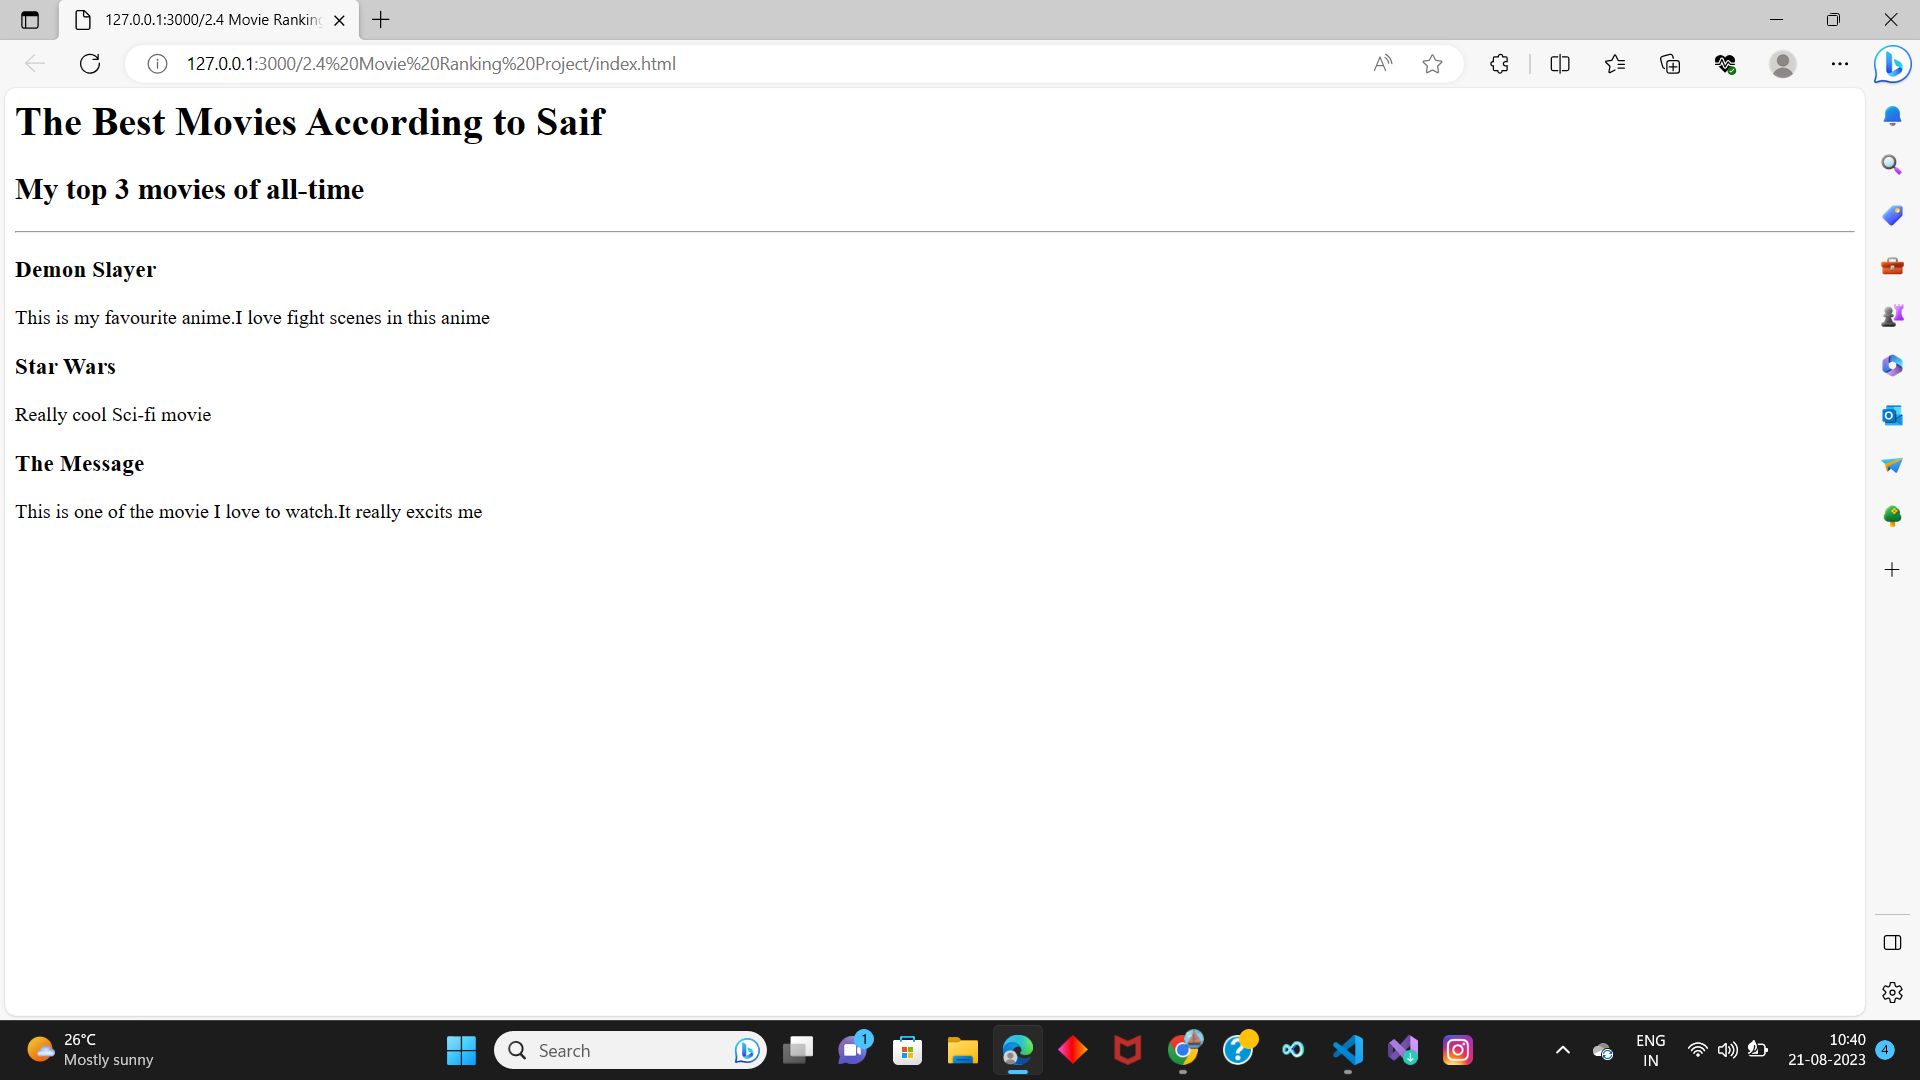 127.0.0.1:3000/2.4 Movie Ranking
127.0.0.1:3000/2.4%20Movie%20Ranking%20Project/index.html
The Best Movies According to Saif
My top 3 movies of all-time
Demon Slayer
This is my favourite anime.I love fight scenes in this anime
Star Wars
Really cool Sci-fi movie
The Message
This is one of the movie I love to watch.It really excits me
26°C
Mostly sunny
Search
1
ENG
IN
10:40
21-08-2023
4